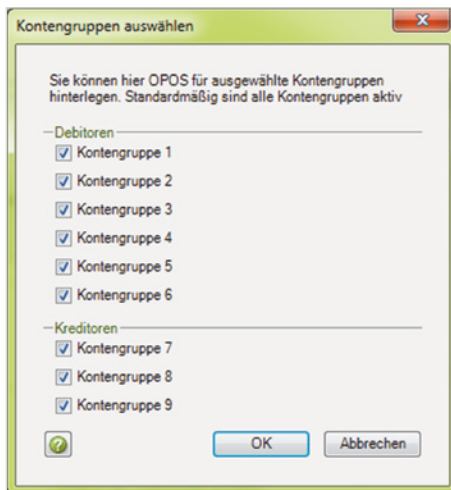 Kontengruppen auswählen
Sie können hier OPOS für ausgewählte Kontengruppen
hinterlegen. Standardmäßig sind alle Kontengruppen aktiv
Debitoren
Kontengruppe 1
Kontengruppe 2
Kontengruppe 3
Kontengruppe 4
Kontengruppe 5
Kontengruppe 6
Kreditoren
Kontengruppe 7
Kontengruppe 8
Kontengruppe 9
? OK Abbrechen